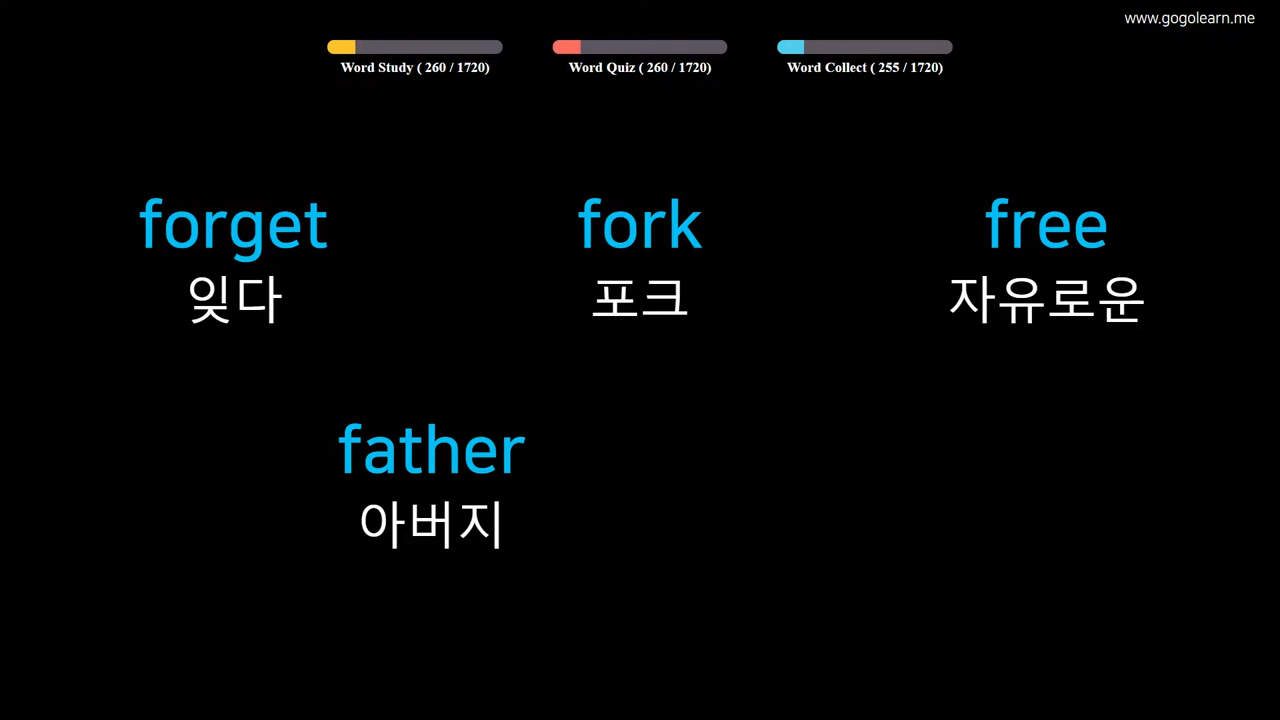 www.gogolearn.me
Word Study ( 260 / 1720)
Word Quiz ( 260 / 1720)
Word Collect ( 255 / 1720)
forget
잊다
fork
포크
free
자유로운
father
아버지